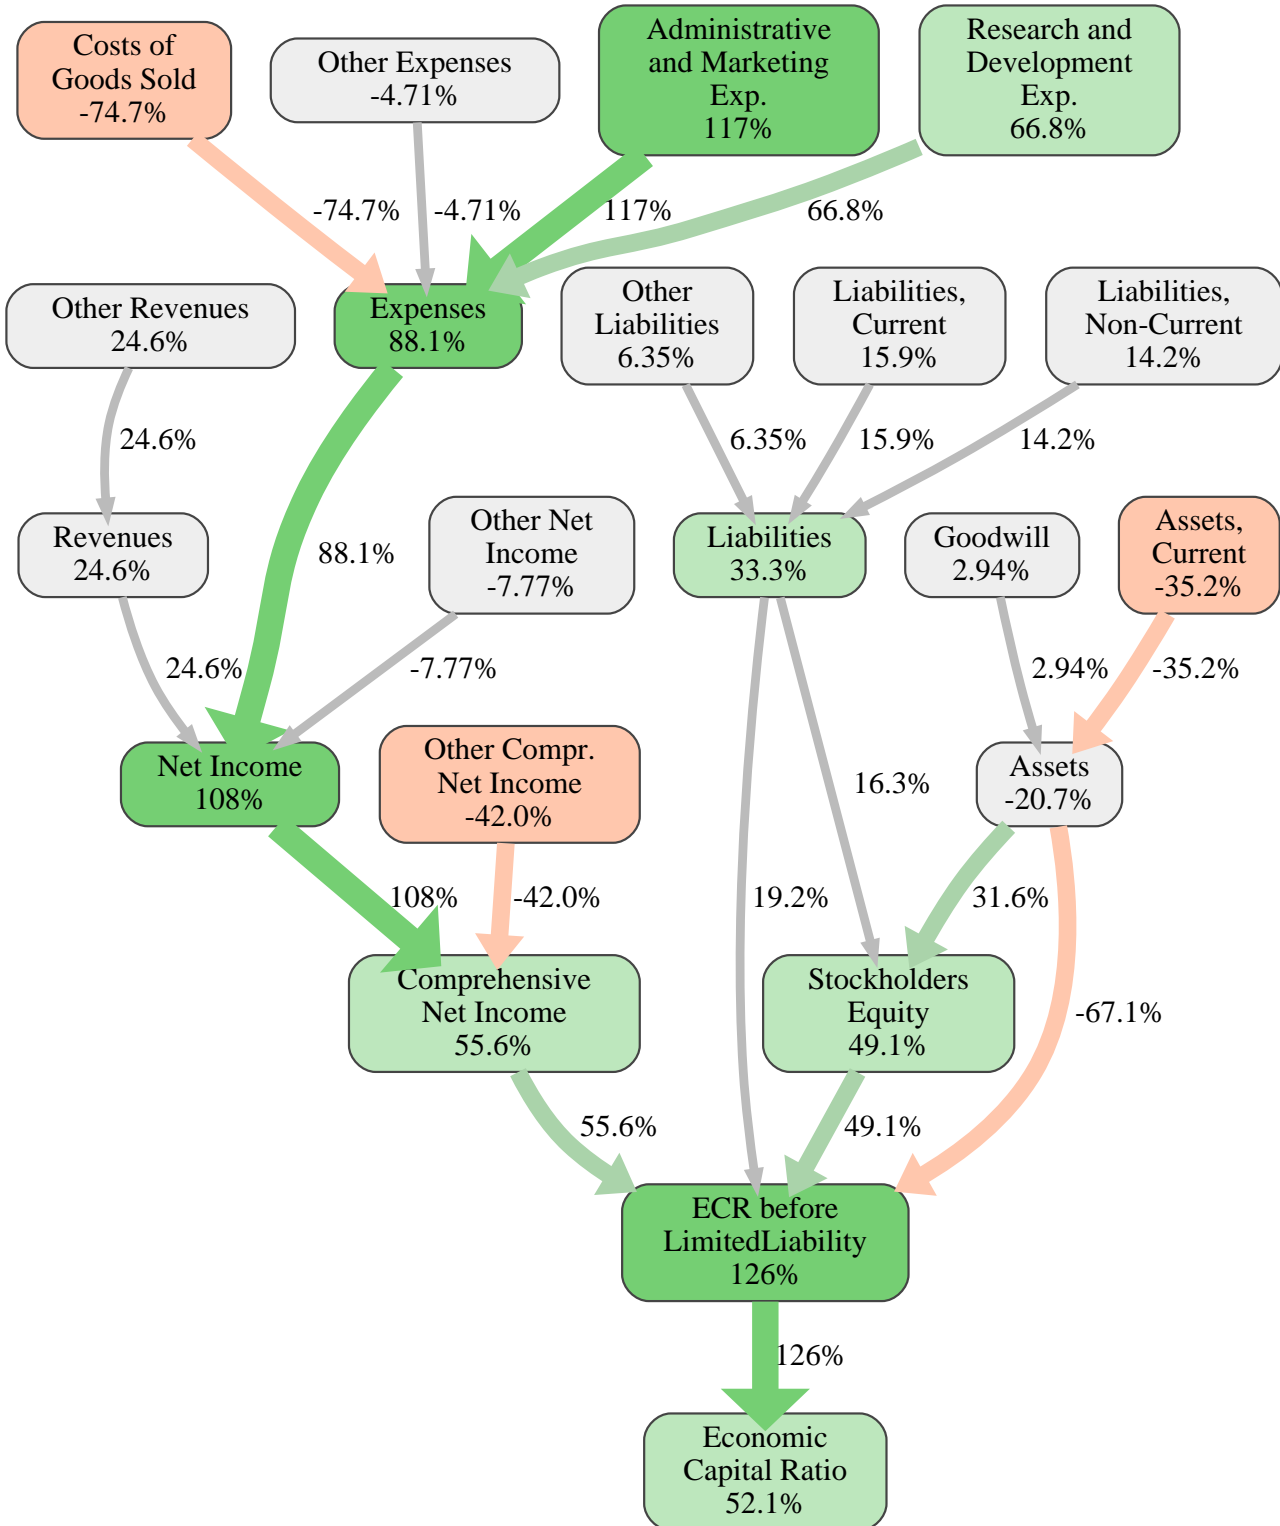 Costs of
Goods Sold
-74.7%
Other Expenses
-4.71%
Administrative
and Marketing
Exp.
117%
Research and
Development
Exp.
66.8%
-74.7%
-4.71%
117%
66.8%
Other Revenues
24.6%
Expenses
88.1%
Other
Liabilities
6.35%
Liabilities,
Current
15.9%
Liabilities,
Non-Current
14.2%
24.6%
6.35%
15.9%
14.2%
Revenues
24.6%
88.1%
Other Net
Income
-7.77%
Liabilities
33.3%
Goodwill
2.94%
Assets,
Current
-35.2%
24.6%
-7.77%
2.94%
-35.2%
Net Income
108%
Other Compr.
Net Income
-42.0%
16.3%
Assets
-20.7%
108%
-42.0%
19.2%
31.6%
Comprehensive
Net Income
55.6%
Stockholders
Equity
49.1%
-67.1%
55.6%
49.1%
ECR before
LimitedLiability
126%
126%
Economic
Capital Ratio
52.1%